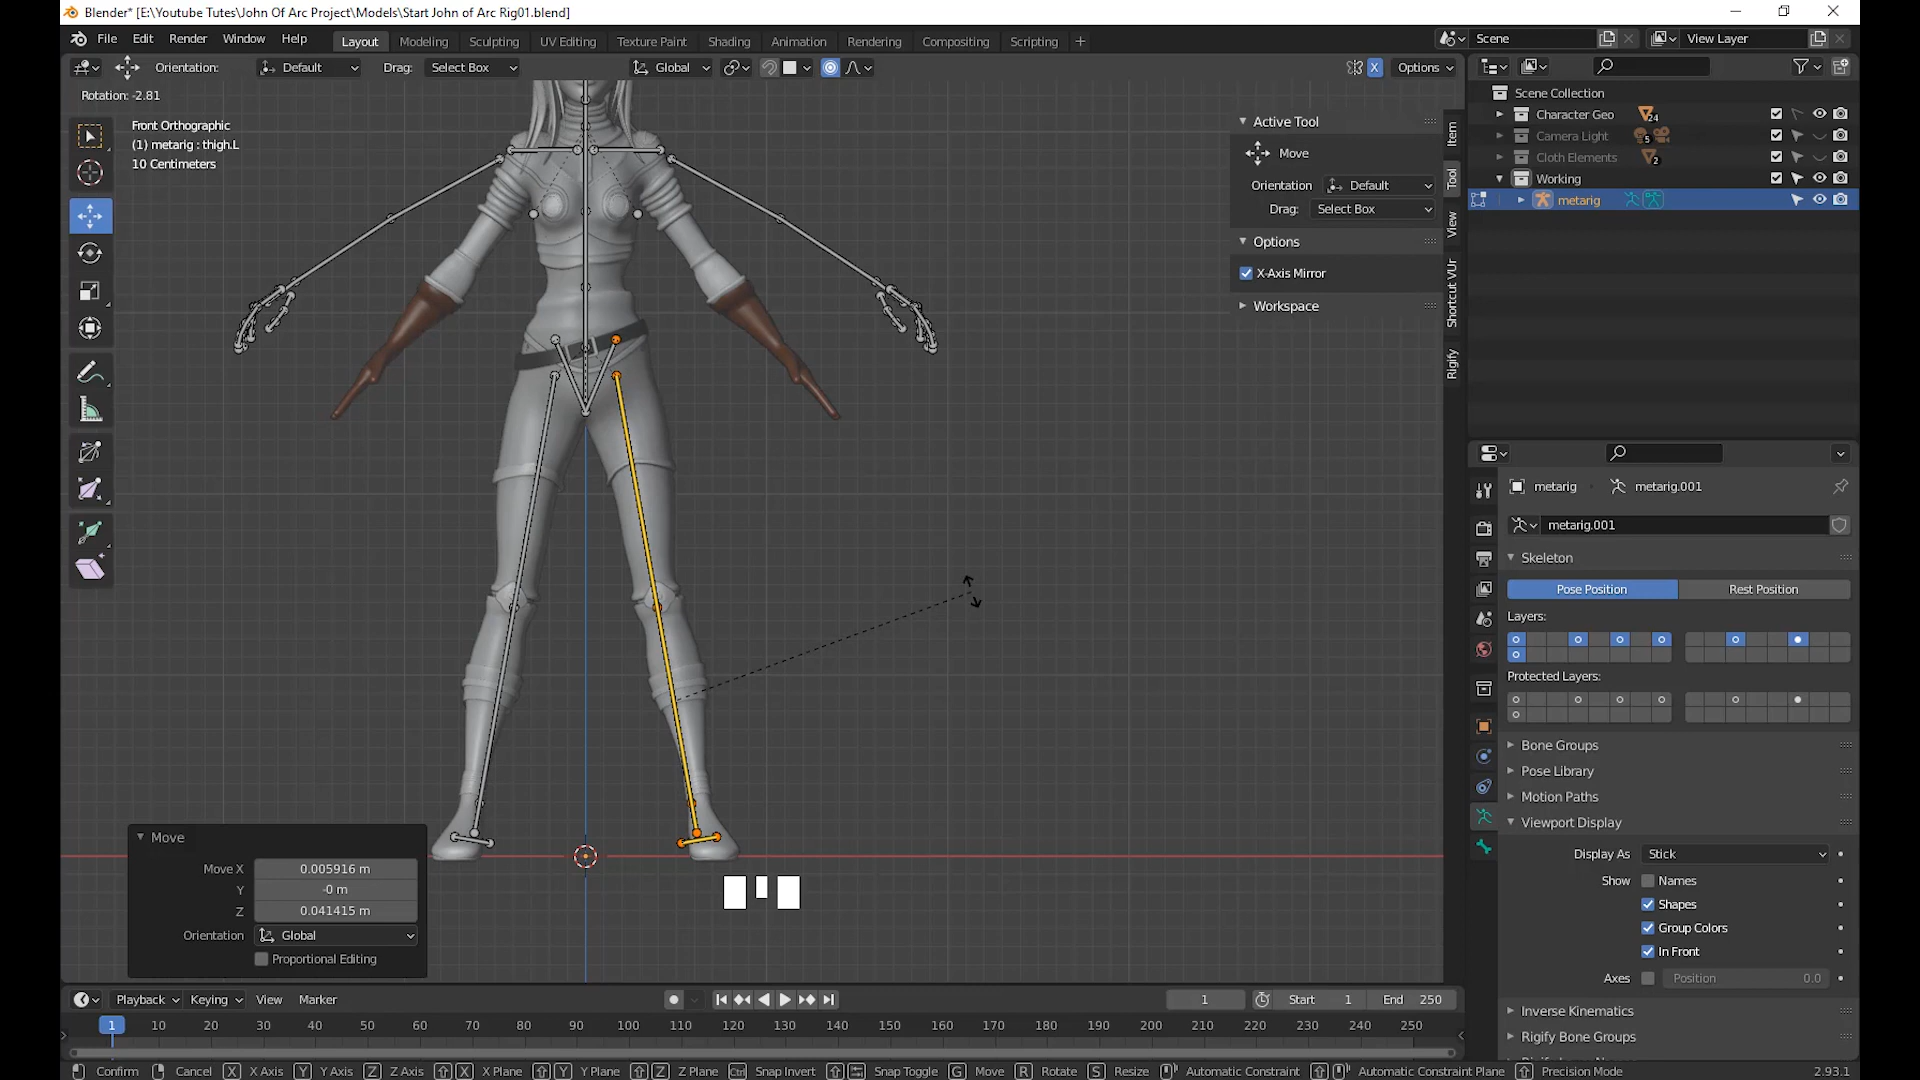 Blender* [E:\Youtube Tutes\John Of Arc Project\Models\Start John of Arc Rig01.blend]
File Edit Render Window Help Layout Modeling Sculpting UV Editing Texture Paint Shading Animation Rendering Compositing Scripting + Scene View Layer
Orientation: Default Drag: Select Box Global X Options
Rotation: -2.81
Front Orthographic
(1) metarig : thigh.L
10 Centimeters
Active Tool
Move
Orientation Default
Drag: Select Box
Options
X-Axis Mirror
Workspace
Item
Tool
View
Shortcut VUr
Rigify
Scene Collection
Character Geo 24
Camera Light 5
Cloth Elements 2
Working
metarig
metarig metarig.001
metarig.001
Skeleton
Pose Position Rest Position
Layers:
Protected Layers:
Bone Groups
Pose Library
Motion Paths
Viewport Display
Display As Stick
Show Names
Shapes
Group Colors
In Front
Axes Position 0.0
Inverse Kinematics
Rigify Bone Groups
Move
Move X 0.005916 m
Y -0 m
Z 0.041415 m
Orientation Global
Proportional Editing
Playback Keying View Marker 1 Start 1 End 250
1 10 20 30 40 50 60 70 80 90 100 110 120 130 140 150 160 170 180 190 200 210 220 230 240 250
Confirm Cancel X X Axis Y Y Axis Z Z Axis X X Plane Y Y Plane Z Z Plane Ctrl Snap Invert Snap Toggle G Move R Rotate S Resize Automatic Constraint Automatic Constraint Plane Precision Mode 2.93.1